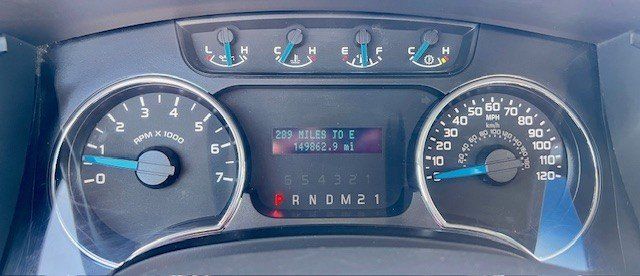 L H C H E F C H
0 1 2 3 4 5 6 7
RPM X 1000
289 MILES TO E
149862.9 mi
6 5 4 3 2 1
P R N D M 2 1
0 10 20 30 40 50 60 70 80 90 100 110 120
MPH
km/h